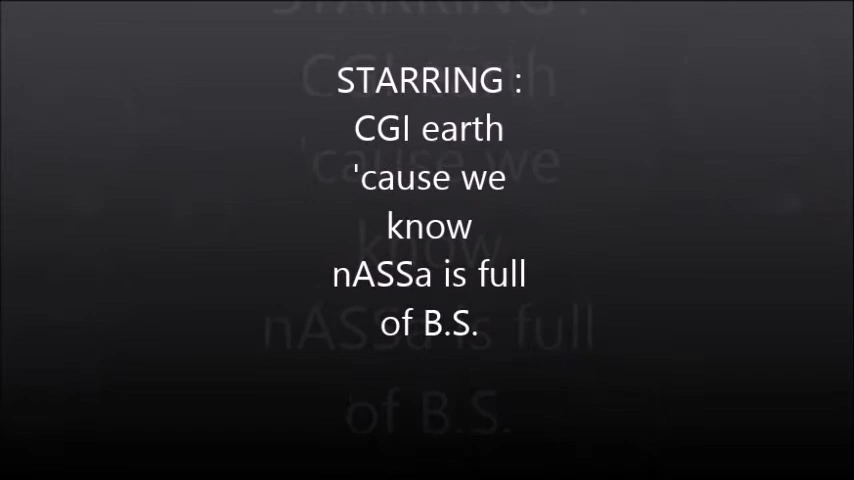 STARRING :
CGI earth
'cause we
know
nASSa is full
of B.S.